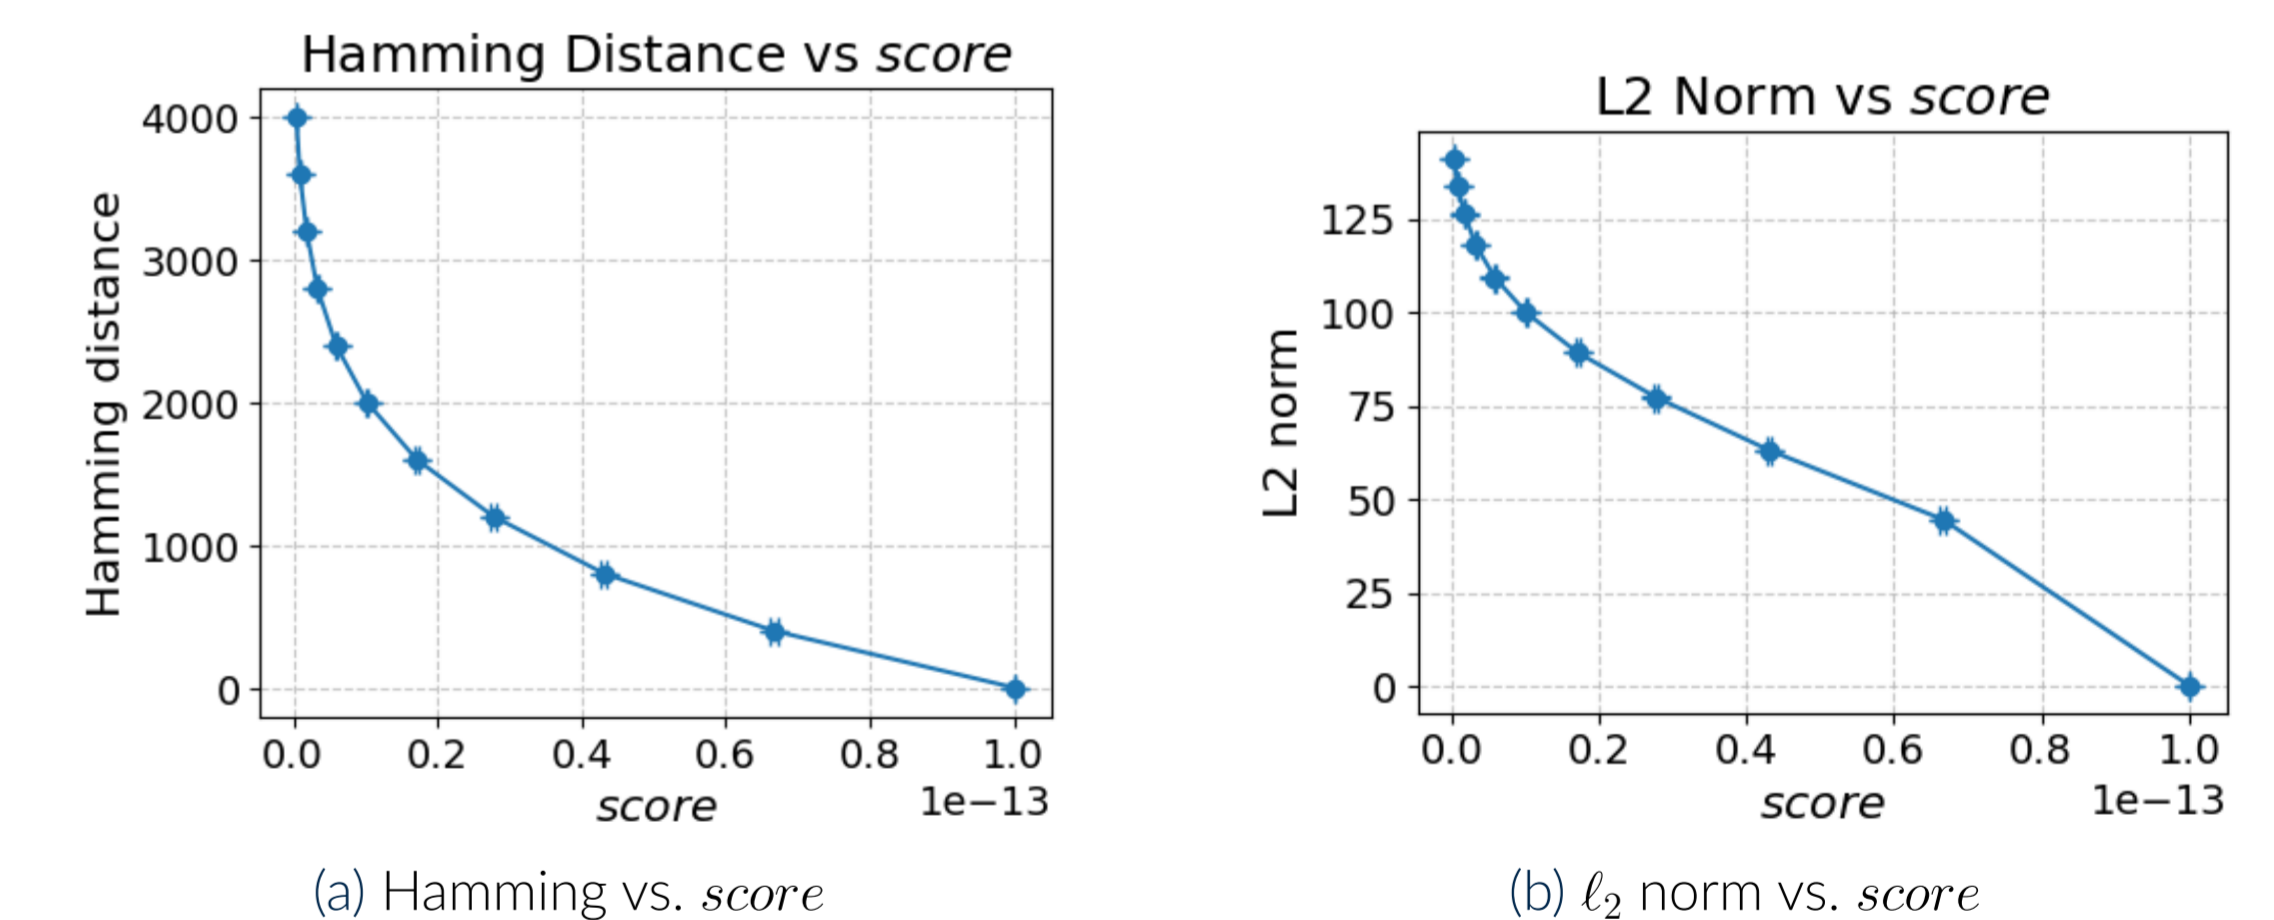 Hamming Distance vs score
4000
3000
2000
1000
0
Hamming distance
0.0 0.2 0.4 0.6 0.8 1.0
score 1e−13
(a) Hamming vs. score
L2 Norm vs score
125
100
75
50
25
0
L2 norm
0.0 0.2 0.4 0.6 0.8 1.0
score 1e−13
(b) ℓ₂ norm vs. score